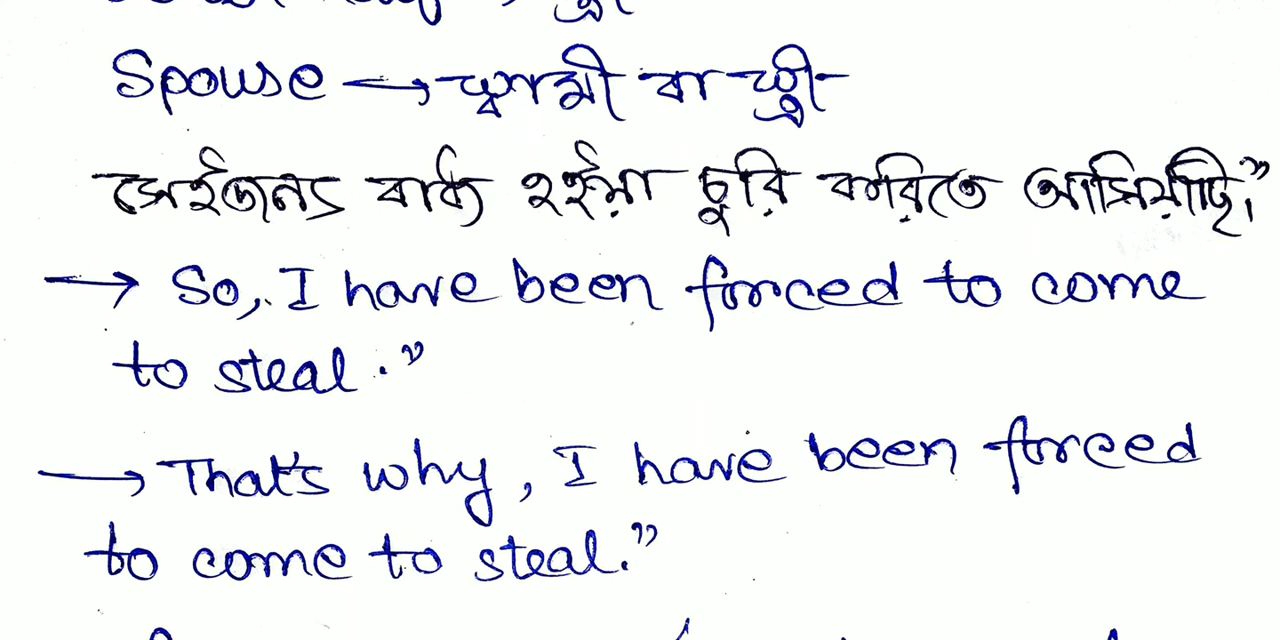 Spouse → স্বামী বা স্ত্রী
সেইজন্য বাধ্য হইয়া চুরি করিতে আসিয়াছি।”
→ So, I have been forced to come
to steal.”
→ That's why, I have been forced
to come to steal.”